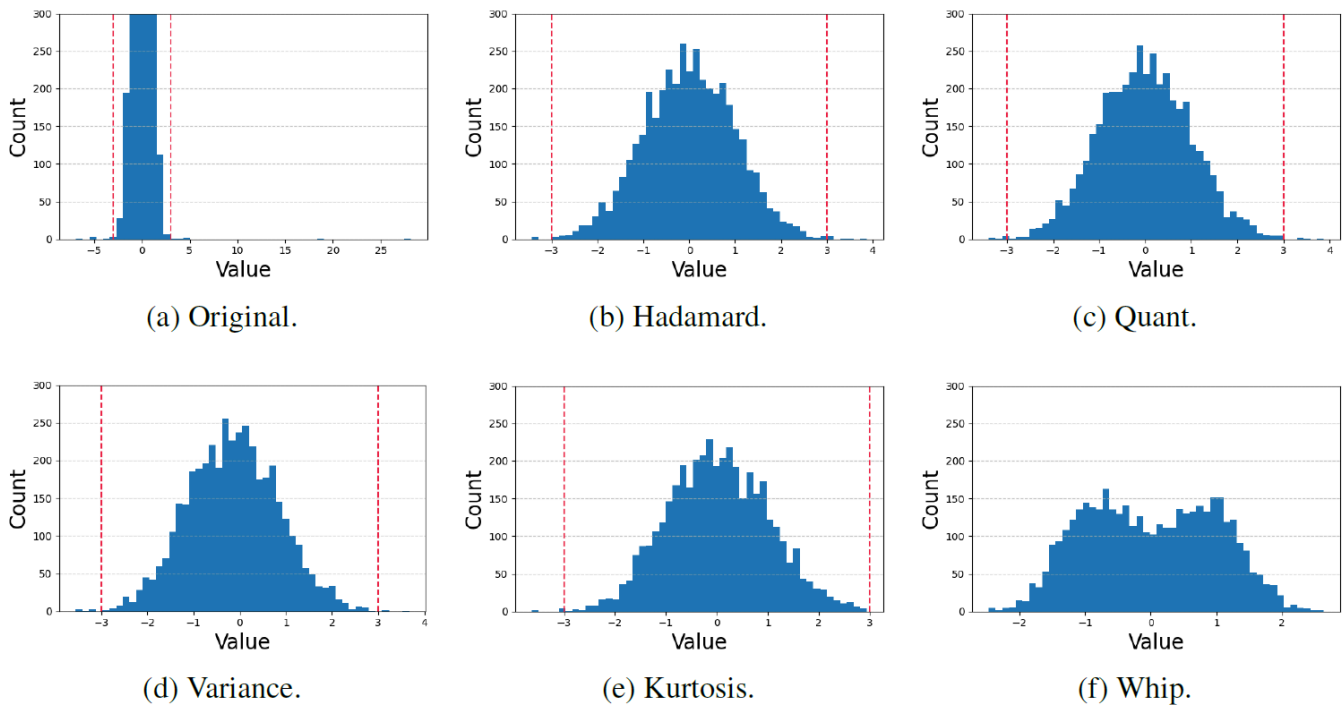 300
250
200
150
100
50
0
Count
−5 0 5 10 15 20 25
Value
(a) Original.
300
250
200
150
100
50
0
Count
−3 −2 −1 0 1 2 3 4
Value
(b) Hadamard.
300
250
200
150
100
50
0
Count
−3 −2 −1 0 1 2 3 4
Value
(c) Quant.
300
250
200
150
100
50
0
Count
−3 −2 −1 0 1 2 3 4
Value
(d) Variance.
300
250
200
150
100
50
0
Count
−3 −2 −1 0 1 2 3
Value
(e) Kurtosis.
300
250
200
150
100
50
0
Count
−2 −1 0 1 2
Value
(f) Whip.